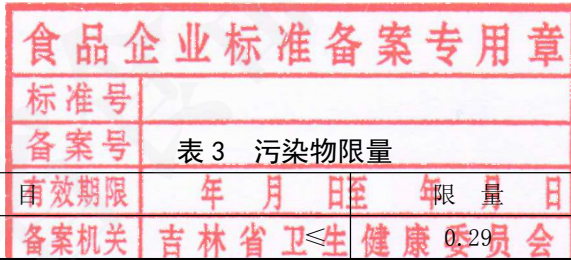 食品企业标准备案专用章
标准号
备案号
表 3 污染物限量
目 限 量
有效期限 年 月 日至 年 月 日
≤ 0.29
备案机关 吉林省卫生健康委员会